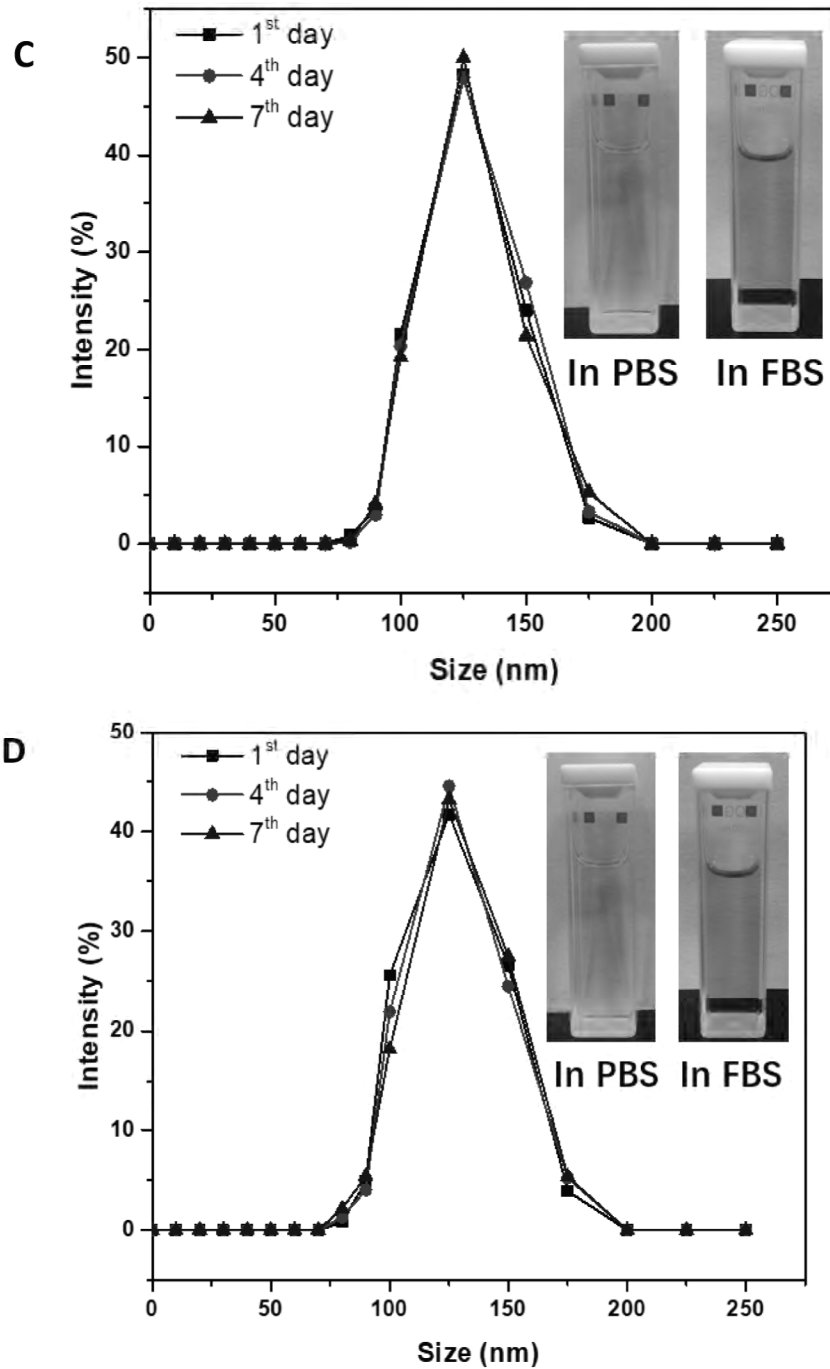 C
1st day
4th day
7th day
50
40
30
20
10
0
Intensity (%)
In PBS In FBS
0 50 100 150 200 250
Size (nm)
D
1st day
4th day
7th day
50
40
30
20
10
0
Intensity (%)
In PBS In FBS
0 50 100 150 200 250
Size (nm)